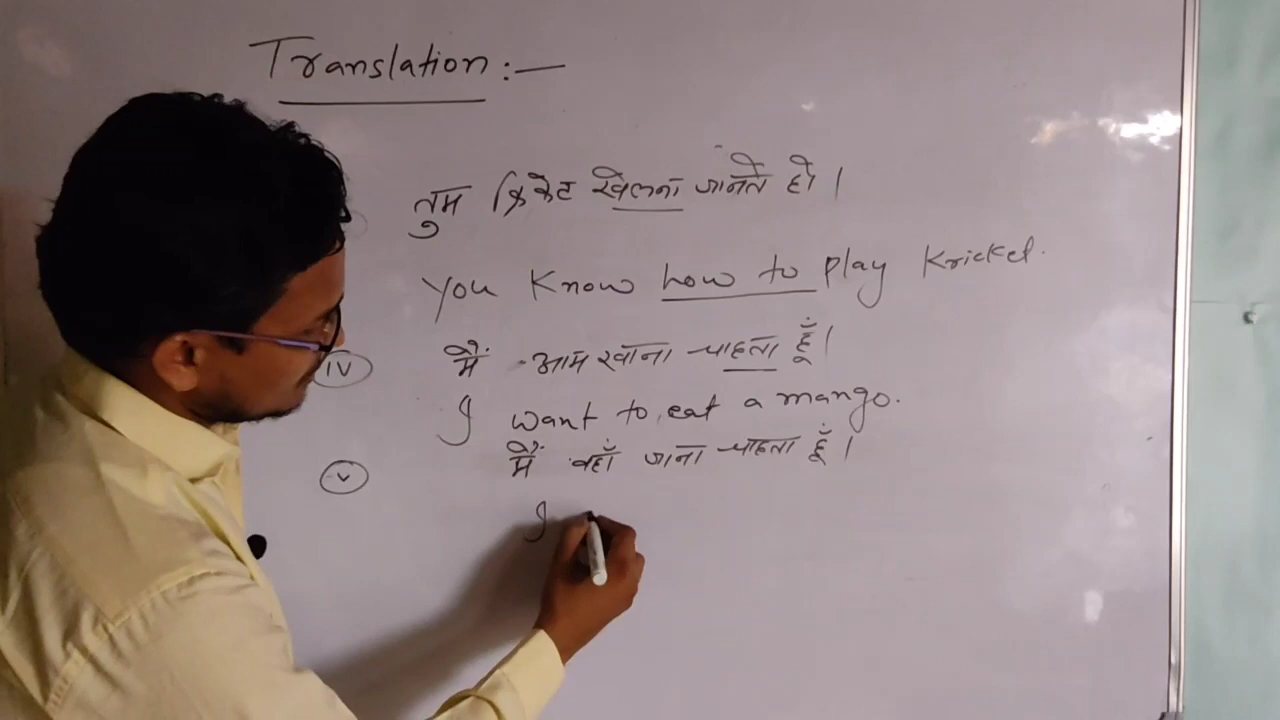 Translation:—
तुम क्रिकेट खेलना जानते हो।
You Know how to play Kricket.
IV मैं आम खाना चाहता हूँ।
I want to eat a mango.
V मैं वहाँ जाना चाहता हूँ।
I